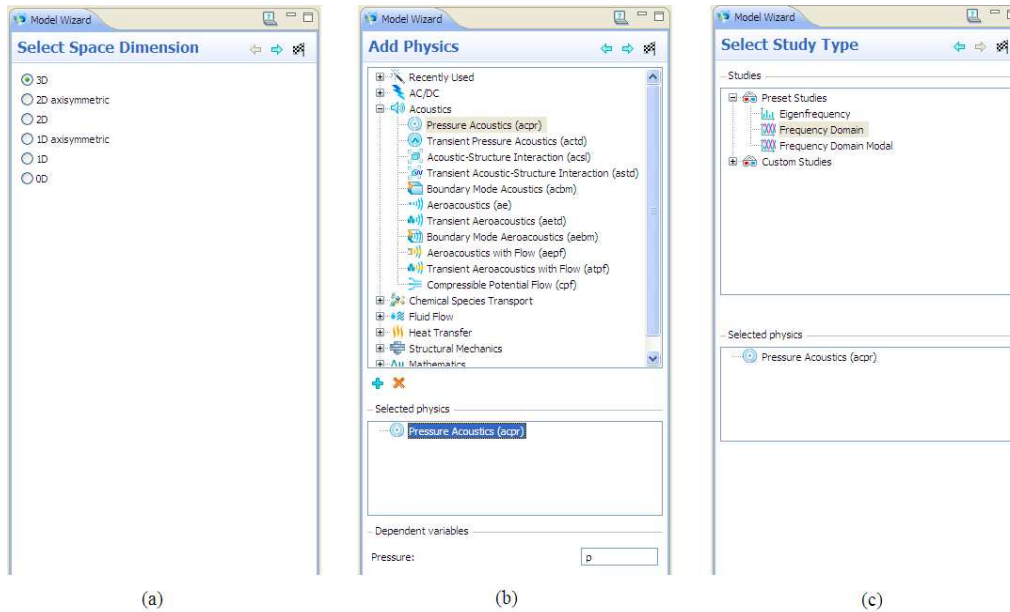 Model Wizard
Select Space Dimension
3D
2D axisymmetric
2D
1D axisymmetric
1D
0D
(a)
Model Wizard
Add Physics
Recently Used
AC/DC
Acoustics
Pressure Acoustics (acpr)
Transient Pressure Acoustics (actd)
Acoustic-Structure Interaction (acsl)
Transient Acoustic-Structure Interaction (astd)
Boundary Mode Acoustics (acbm)
Aeroacoustics (ae)
Transient Aeroacoustics (aetd)
Boundary Mode Aeroacoustics (aebm)
Aeroacoustics with Flow (aepf)
Transient Aeroacoustics with Flow (atpf)
Compressible Potential Flow (cpf)
Chemical Species Transport
Fluid Flow
Heat Transfer
Structural Mechanics
Mathematics
Selected physics
Pressure Acoustics (acpr)
Dependent variables
Pressure: p
(b)
Model Wizard
Select Study Type
Studies
Preset Studies
Eigenfrequency
Frequency Domain
Frequency Domain Modal
Custom Studies
Selected physics
Pressure Acoustics (acpr)
(c)